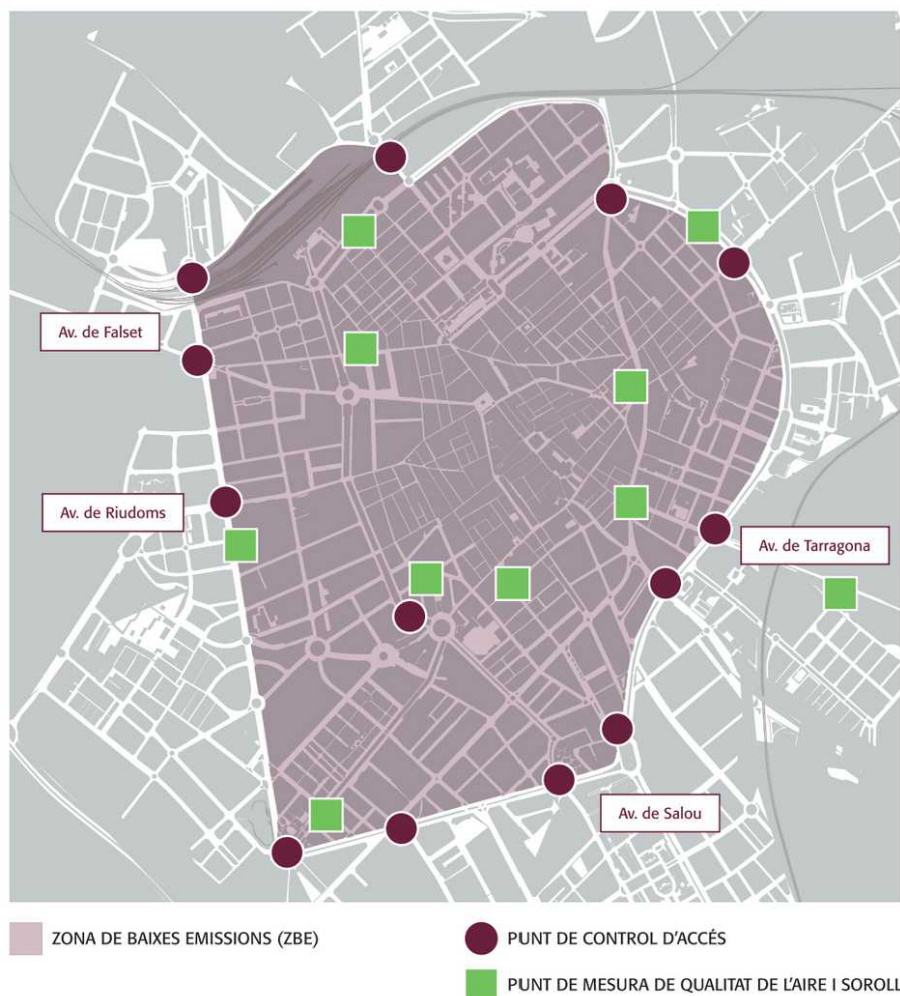 Av. de Falset
Av. de Riudoms
Av. de Tarragona
Av. de Salou
ZONA DE BAIXES EMISSIONS (ZBE)
PUNT DE CONTROL D'ACCÉS
PUNT DE MESURA DE QUALITAT DE L'AIRE I SOROLL